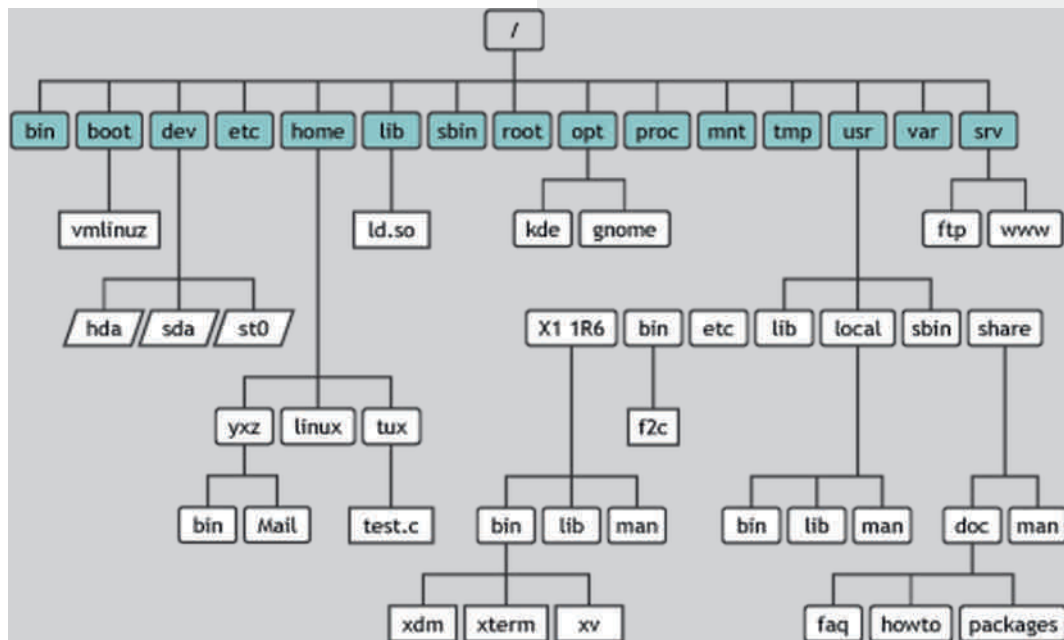 /
bin boot dev etc home lib sbin root opt proc mnt tmp usr var srv
vmlinuz ld.so kde gnome ftp www
hda sda st0 X1 1R6 bin etc lib local sbin share
yxz linux tux f2c
bin Mail test.c bin lib man bin lib man doc man
xdm xterm xv faq howto packages